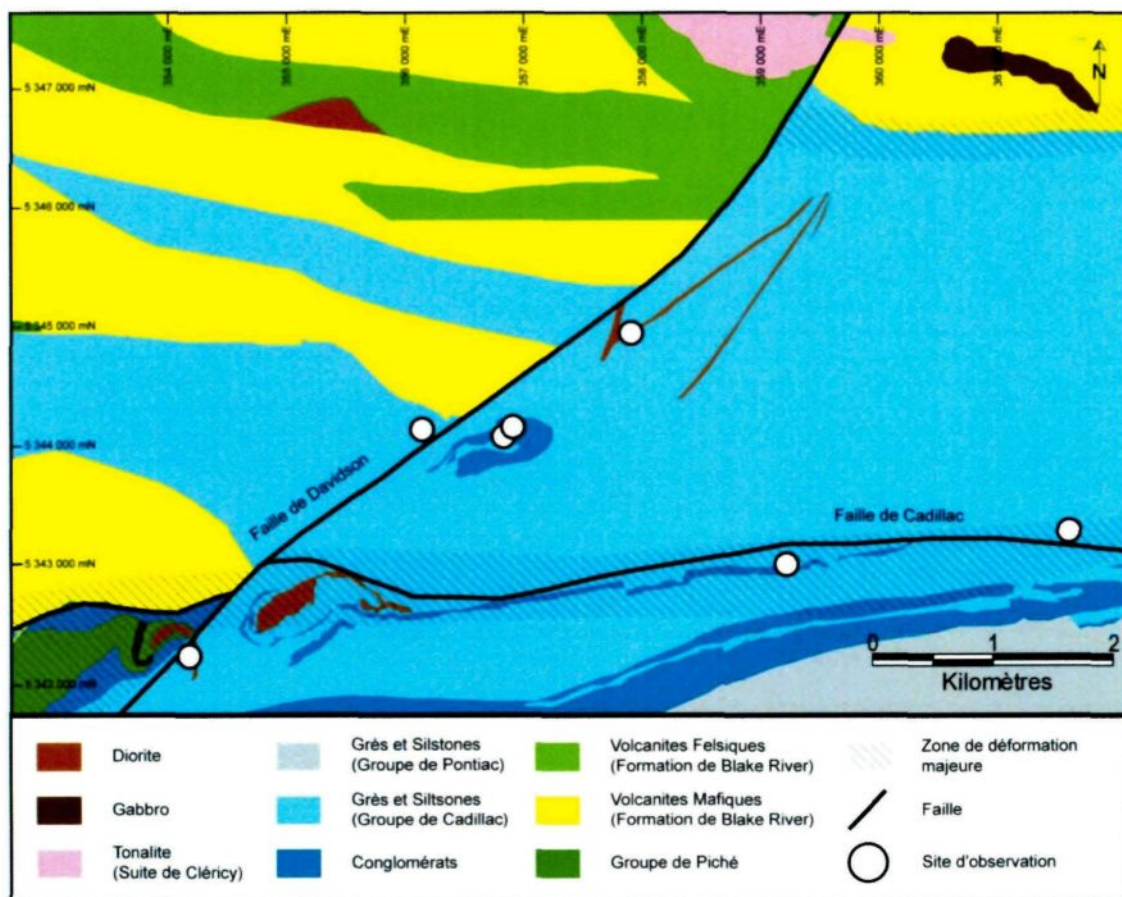 354 000 mE
355 000 mE
356 000 mE
357 000 mE
358 000 mE
359 000 mE
360 000 mE
361 000 mE
N
5 347 000 mN
5 346 000 mN
5 345 000 mN
5 344 000 mN
5 343 000 mN
5 342 000 mN
Faille de Davidson
Faille de Cadillac
0 1 2
Kilomètres
Diorite
Gabbro
Tonalite
(Suite de Cléricy)
Grès et Silstones
(Groupe de Pontiac)
Grès et Siltsones
(Groupe de Cadillac)
Conglomérats
Volcanites Felsiques
(Formation de Blake River)
Volcanites Mafiques
(Formation de Blake River)
Groupe de Piché
Zone de déformation
majeure
Faille
Site d'observation